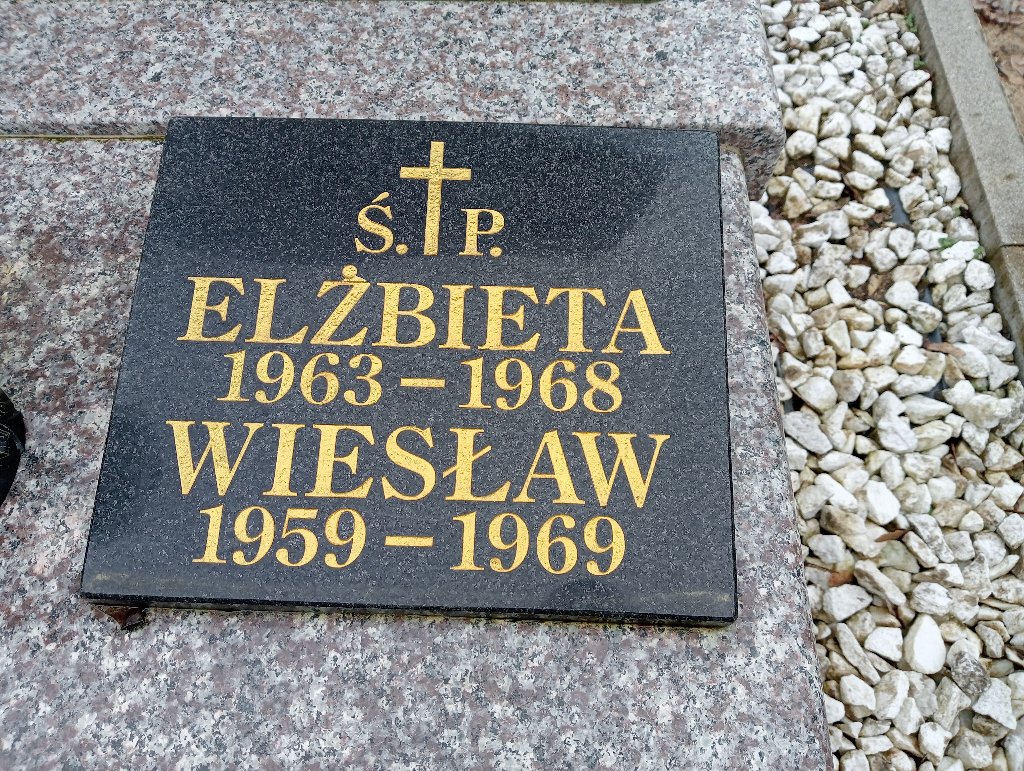 Ś. P.
ELŻBIETA
1963 – 1968
WIESŁAW
1959 – 1969